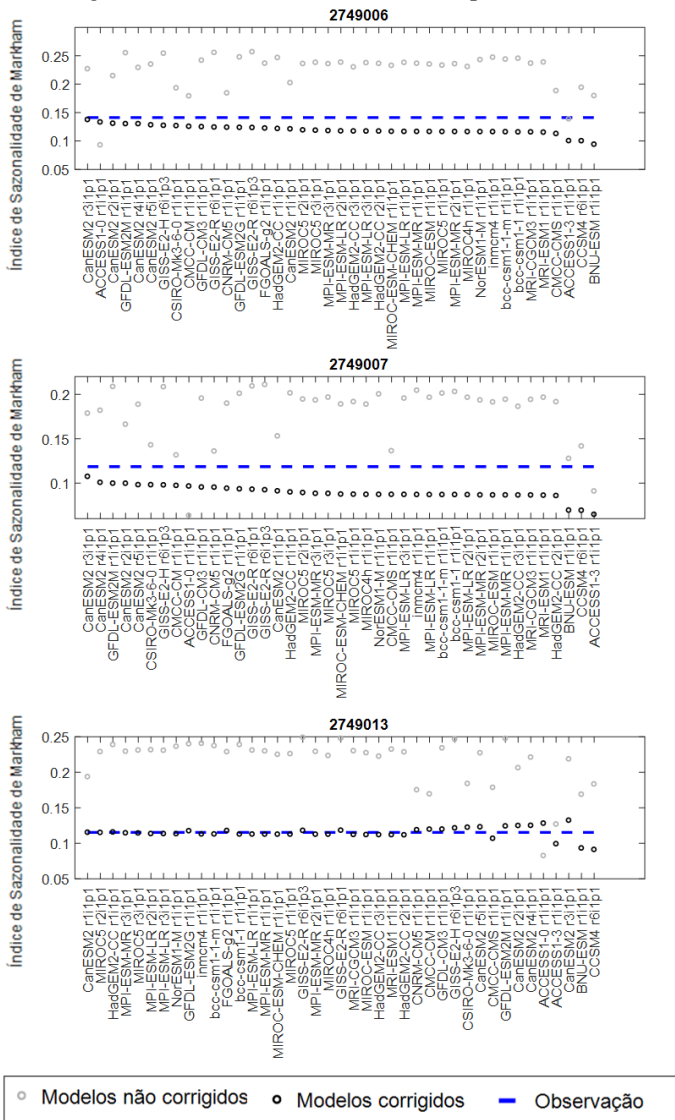 2749006
Índice de Sazonalidade de Markham
0.25
0.2
0.15
0.1
0.05
CanESM2 r3i1p1
ACCESS1-0 r1i1p1
CanESM2 r2i1p1
GFDL-ESM2M r1i1p1
CanESM2 r4i1p1
CanESM2 r5i1p1
GISS-E2-H r6i1p3
CSIRO-Mk3-6-0 r1i1p1
CMCC-CM r1i1p1
GFDL-CM3 r1i1p1
GISS-E2-R r6i1p1
CNRM-CM5 r1i1p1
GFDL-ESM2G r1i1p1
GISS-E2-R r6i1p3
FGOALS-g2 r1i1p1
HadGEM2-CC r1i1p1
CanESM2 r1i1p1
MIROC5 r2i1p1
MIROC5 r3i1p1
MPI-ESM-MR r3i1p1
MPI-ESM-LR r2i1p1
HadGEM2-CC r3i1p1
MPI-ESM-LR r3i1p1
HadGEM2-CC r2i1p1
MIROC-ESM-CHEM r1i1p1
MPI-ESM-LR r1i1p1
MPI-ESM-MR r1i1p1
MIROC-ESM r1i1p1
MIROC5 r1i1p1
MPI-ESM-MR r2i1p1
MIROC4h r1i1p1
NorESM1-M r1i1p1
inmcm4 r1i1p1
bcc-csm1-1-m r1i1p1
bcc-csm1-1 r1i1p1
MRI-CGCM3 r1i1p1
MRI-ESM1 r1i1p1
CMCC-CMS r1i1p1
ACCESS1-3 r1i1p1
CCSM4 r6i1p1
BNU-ESM r1i1p1
2749007
Índice de Sazonalidade de Markham
0.2
0.15
0.1
CanESM2 r3i1p1
CanESM2 r4i1p1
GFDL-ESM2M r1i1p1
CanESM2 r2i1p1
CanESM2 r5i1p1
CSIRO-Mk3-6-0 r1i1p1
GISS-E2-H r6i1p3
CMCC-CM r1i1p1
ACCESS1-0 r1i1p1
GFDL-CM3 r1i1p1
CNRM-CM5 r1i1p1
FGOALS-g2 r1i1p1
GFDL-ESM2G r1i1p1
GISS-E2-R r6i1p1
GISS-E2-R r6i1p3
CanESM2 r1i1p1
HadGEM2-CC r1i1p1
MIROC5 r2i1p1
MPI-ESM-MR r3i1p1
MIROC5 r3i1p1
MIROC-ESM-CHEM r1i1p1
MIROC5 r1i1p1
MIROC4h r1i1p1
NorESM1-M r1i1p1
CMCC-CMS r1i1p1
MPI-ESM-LR r3i1p1
inmcm4 r1i1p1
MPI-ESM-LR r1i1p1
bcc-csm1-1-m r1i1p1
bcc-csm1-1 r1i1p1
MPI-ESM-LR r2i1p1
MPI-ESM-MR r2i1p1
MIROC-ESM r1i1p1
MPI-ESM-MR r1i1p1
HadGEM2-CC r3i1p1
MRI-CGCM3 r1i1p1
MRI-ESM1 r1i1p1
HadGEM2-CC r2i1p1
BNU-ESM r1i1p1
CCSM4 r6i1p1
ACCESS1-3 r1i1p1
2749013
Índice de Sazonalidade de Markham
0.25
0.2
0.15
0.1
0.05
CanESM2 r1i1p1
MIROC5 r2i1p1
HadGEM2-CC r1i1p1
MPI-ESM-MR r3i1p1
MIROC5 r3i1p1
MPI-ESM-LR r2i1p1
MPI-ESM-LR r3i1p1
NorESM1-M r1i1p1
GFDL-ESM2G r1i1p1
inmcm4 r1i1p1
bcc-csm1-1-m r1i1p1
FGOALS-g2 r1i1p1
bcc-csm1-1 r1i1p1
MPI-ESM-LR r1i1p1
MPI-ESM-MR r1i1p1
MIROC-ESM-CHEM r1i1p1
MIROC5 r1i1p1
GISS-E2-R r6i1p3
MPI-ESM-MR r2i1p1
MIROC4h r1i1p1
GISS-E2-R r6i1p1
MRI-CGCM3 r1i1p1
MIROC-ESM r1i1p1
HadGEM2-CC r3i1p1
MRI-ESM1 r1i1p1
HadGEM2-CC r2i1p1
CNRM-CM5 r1i1p1
CMCC-CM r1i1p1
GFDL-CM3 r1i1p1
GISS-E2-H r6i1p3
CSIRO-Mk3-6-0 r1i1p1
CanESM2 r5i1p1
CMCC-CMS r1i1p1
GFDL-ESM2M r1i1p1
CanESM2 r2i1p1
CanESM2 r4i1p1
ACCESS1-0 r1i1p1
ACCESS1-3 r1i1p1
CanESM2 r3i1p1
BNU-ESM r1i1p1
CCSM4 r6i1p1
Modelos não corrigidos
Modelos corrigidos
Observação